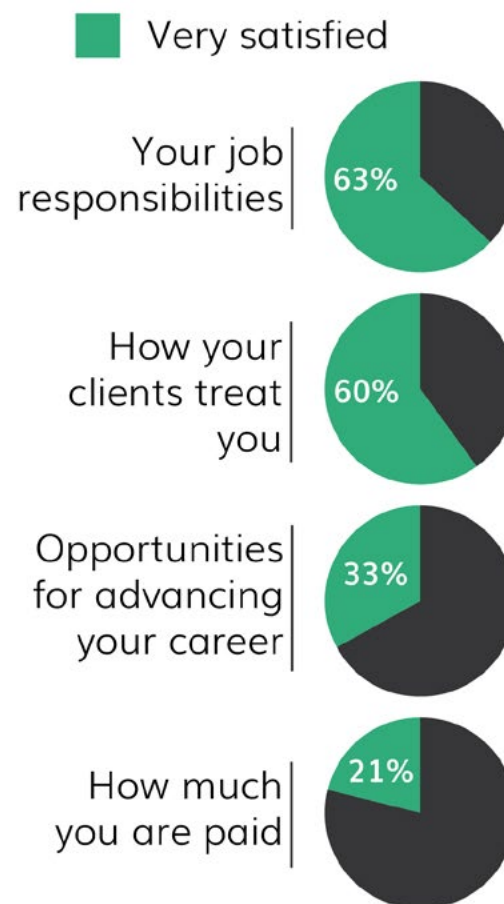 Very satisfied
Your job
responsibilities
63%
How your
clients treat
you
60%
Opportunities
for advancing
your career
33%
How much
you are paid
21%